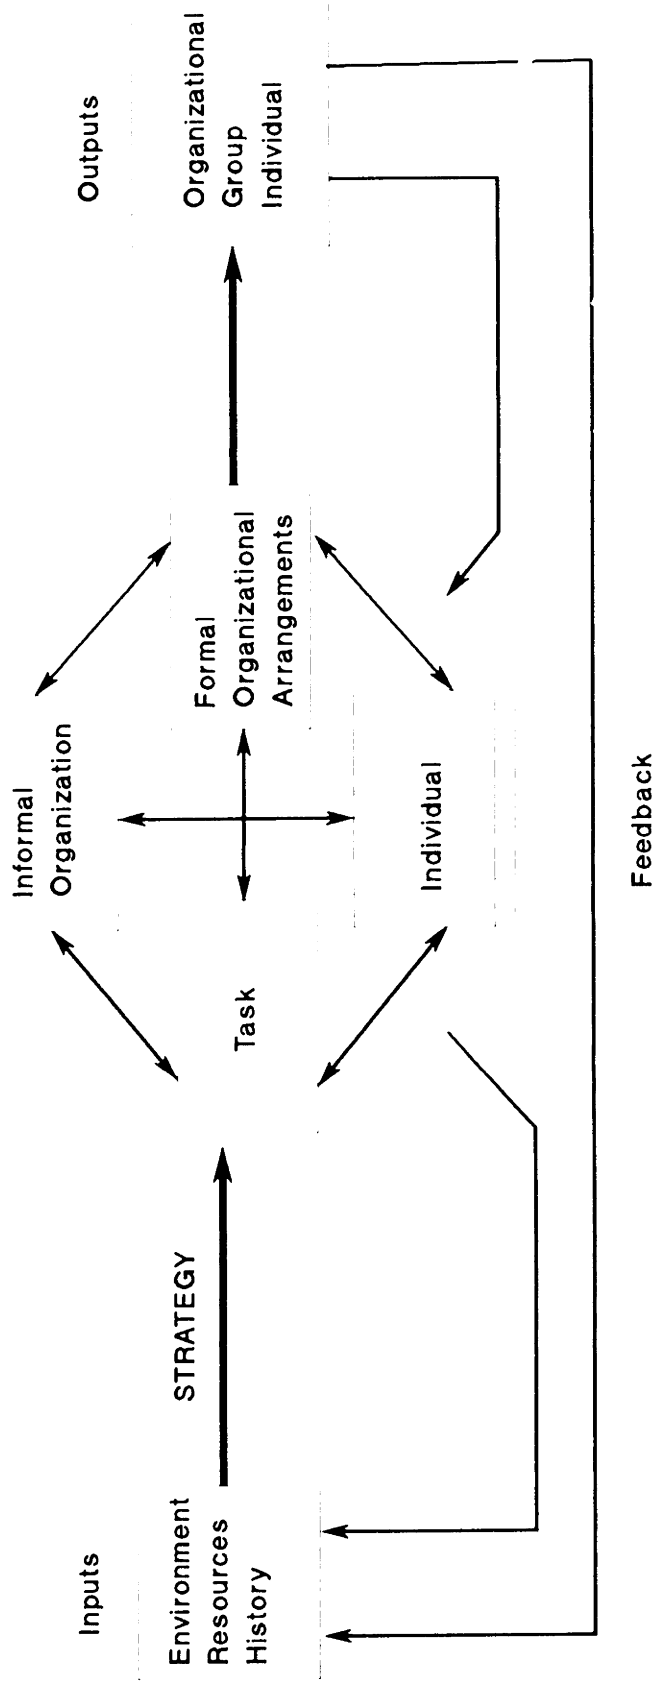 Inputs
Environment
Resources
History
STRATEGY
Task
Informal
Organization
Individual
Formal
Organizational
Arrangements
Outputs
Organizational
Group
Individual
Feedback